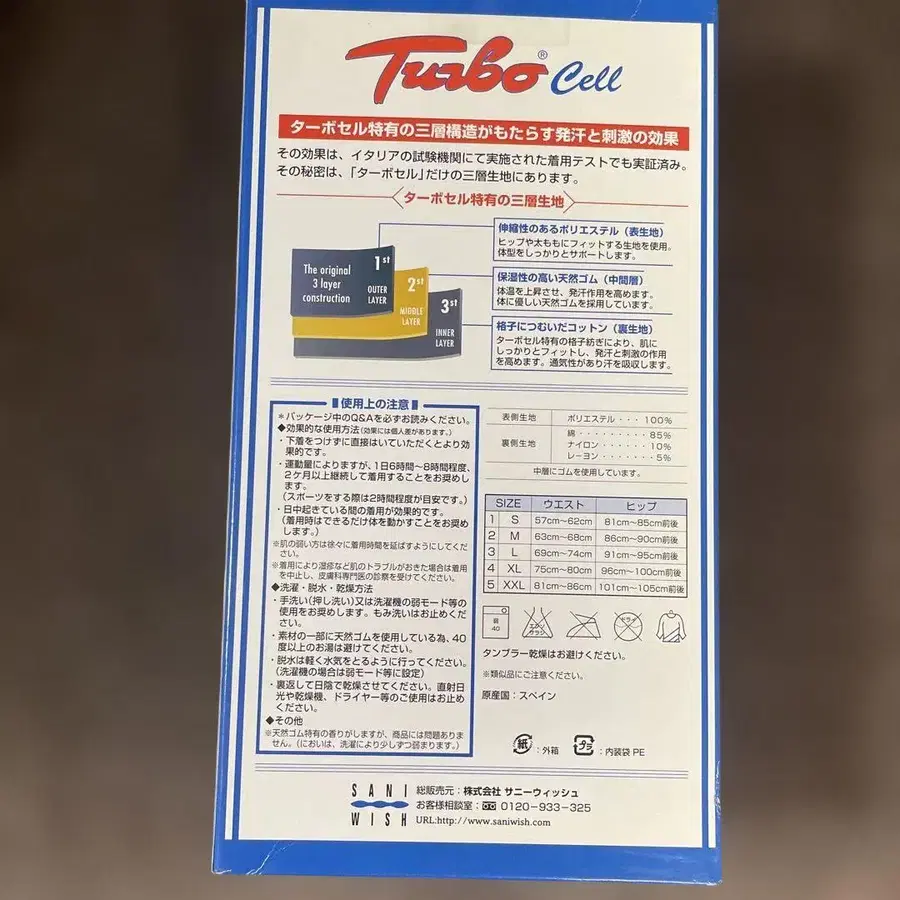 Turbo® Cell
ターボセル特有の三層構造がもたらす発汗と刺激の効果
その効果は、イタリアの試験機関にて実施された着用テストでも実証済み。
その秘密は、「ターボセル」だけの三層生地にあります。
ターボセル特有の三層生地
The original
3 layer
construction
1st
OUTER
LAYER
2st
MIDDLE
LAYER
3st
INNER
LAYER
伸縮性のあるポリエステル（表生地）
ヒップや太ももにフィットする生地を使用。
体型をしっかりとサポートします。
保湿性の高い天然ゴム（中間層）
体温を上昇させ、発汗作用を高めます。
体に優しい天然ゴムを採用しています。
格子につむいだコットン（裏生地）
ターボセル特有の格子紡ぎにより、肌に
しっかりとフィットし、発汗と刺激の作用
を高めます。通気性があり汗を吸収します。
使用上の注意
＊パッケージ中のQ&Aを必ずお読みください。
◆効果的な使用方法(効果には個人差があります。)
・下着をつけずに直接はいていただくとより効
果的です。
・運動量によりますが、1日6時間〜8時間程度、
2ヶ月以上継続して着用することをお奨めし
ます。
（スポーツをする際は2時間程度が目安です。）
・日中起きている間の着用が効果的です。
（着用時はできるだけ体を動かすことをお奨め
します。）
※肌の弱い方は徐々に着用時間を延ばすようにしてくだ
さい。
※着用により湿疹など肌のトラブルがおきた場合は着用
を中止し、皮膚科専門医の診察を受けてください。
◆洗濯・脱水・乾燥方法
・手洗い（押し洗い）又は洗濯機の弱モード等の
使用をお奨めします。もみ洗いはお止めくだ
さい。
・素材の一部に天然ゴムを使用している為、40
度以上のお湯は避けてください。
・脱水は軽く水気をとるように行ってください。
（洗濯機の場合は弱モード等に設定）
・裏返して日陰で乾燥させてください。直射日
光や乾燥機、ドライヤー等のご使用はお止め
ください。
◆その他
※天然ゴム特有の香りがしますが、商品には問題ありま
せん。（においは、洗濯により少しずつ弱まります。）
表側生地 ポリエステル・・・100%
裏側生地 綿・・・・・・・・・85%
ナイロン・・・・・・10%
レーヨン・・・・・・・5%
中層にゴムを使用しています。
SIZE ウエスト ヒップ
1 S 57cm〜62cm 81cm〜85cm前後
2 M 63cm〜68cm 86cm〜90cm前後
3 L 69cm〜74cm 91cm〜95cm前後
4 XL 75cm〜80cm 96cm〜100cm前後
5 XXL 81cm〜86cm 101cm〜105cm前後
弱
40
エンソ
サラシ
ドライ
タンブラー乾燥はお避けください。
※類似品にご注意ください。
原産国：スペイン
紙：外箱 プラ：内装袋 PE
SANI
WISH
総販売元：株式会社 サニーウィッシュ
お客様相談室：0120-933-325
URL:http://www.saniwish.com